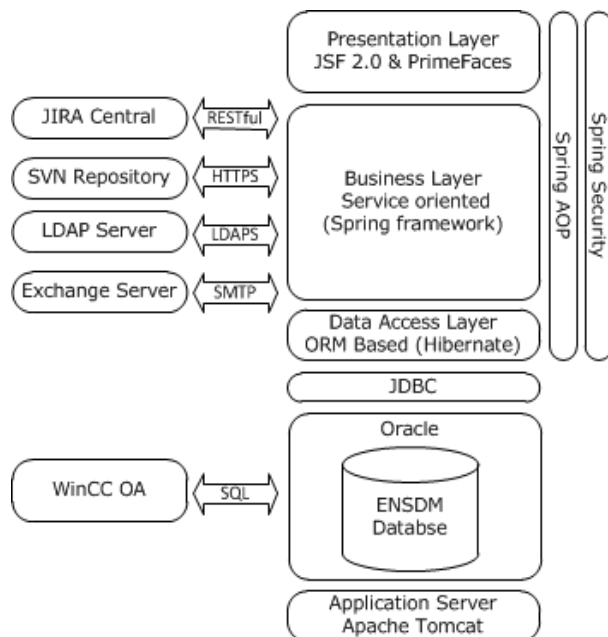 Presentation Layer
JSF 2.0 & PrimeFaces
JIRA Central
RESTful
SVN Repository
HTTPS
LDAP Server
LDAPS
Exchange Server
SMTP
Business Layer
Service oriented
(Spring framework)
Spring AOP
Spring Security
Data Access Layer
ORM Based (Hibernate)
JDBC
Oracle
WinCC OA
SQL
ENSDM
Databse
Application Server
Apache Tomcat